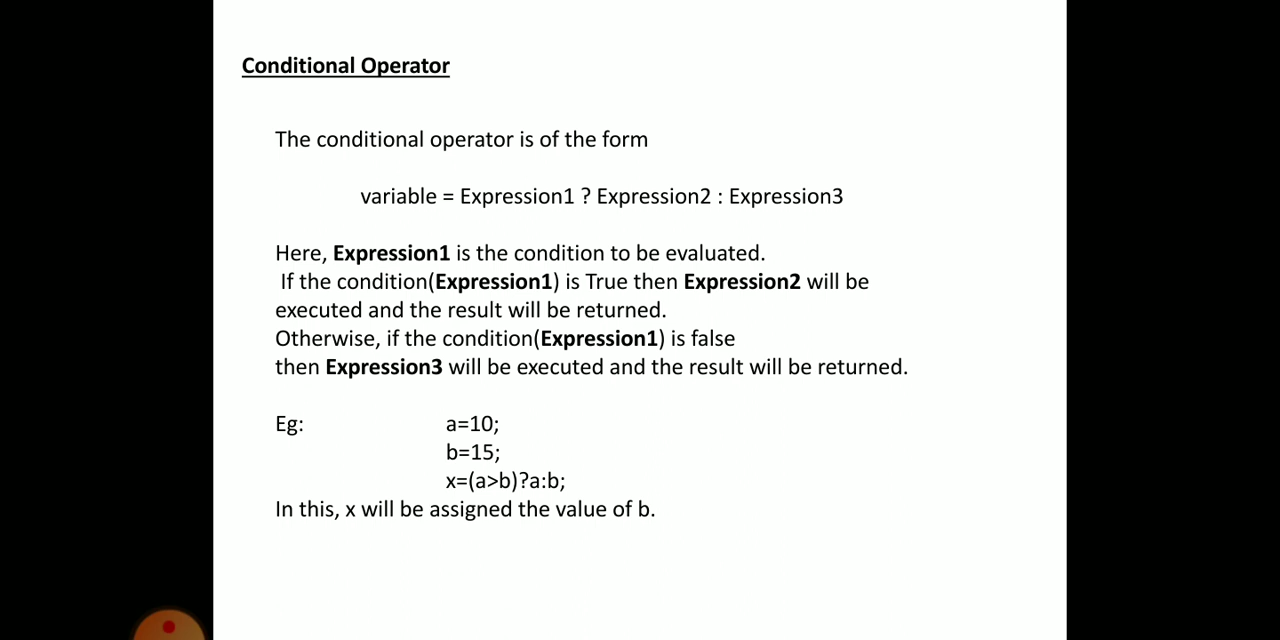 Conditional Operator
The conditional operator is of the form
variable = Expression1 ? Expression2 : Expression3
Here, Expression1 is the condition to be evaluated.
If the condition(Expression1) is True then Expression2 will be
executed and the result will be returned.
Otherwise, if the condition(Expression1) is false
then Expression3 will be executed and the result will be returned.
Eg: a=10;
b=15;
x=(a>b)?a:b;
In this, x will be assigned the value of b.